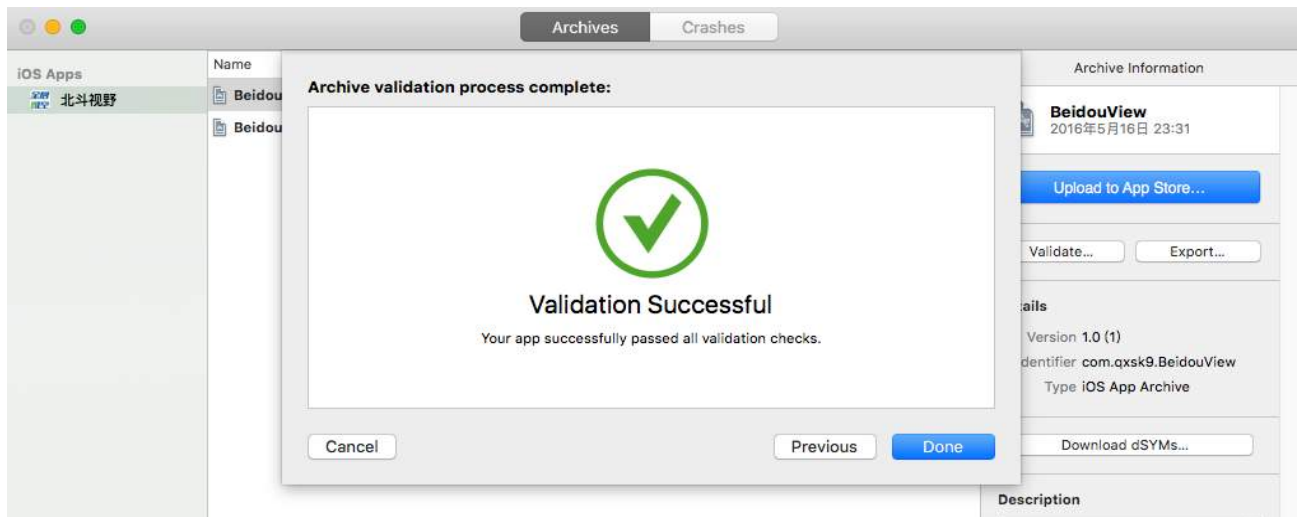 Archives
Crashes
iOS Apps
北斗视野
Name
Beidou
Beidou
Archive validation process complete:
Validation Successful
Your app successfully passed all validation checks.
Cancel
Previous
Done
Archive Information
BeidouView
2016年5月16日 23:31
Upload to App Store...
Validate...
Export...
ails
Version 1.0 (1)
dentifier com.qxsk9.BeidouView
Type iOS App Archive
Download dSYMs...
Description